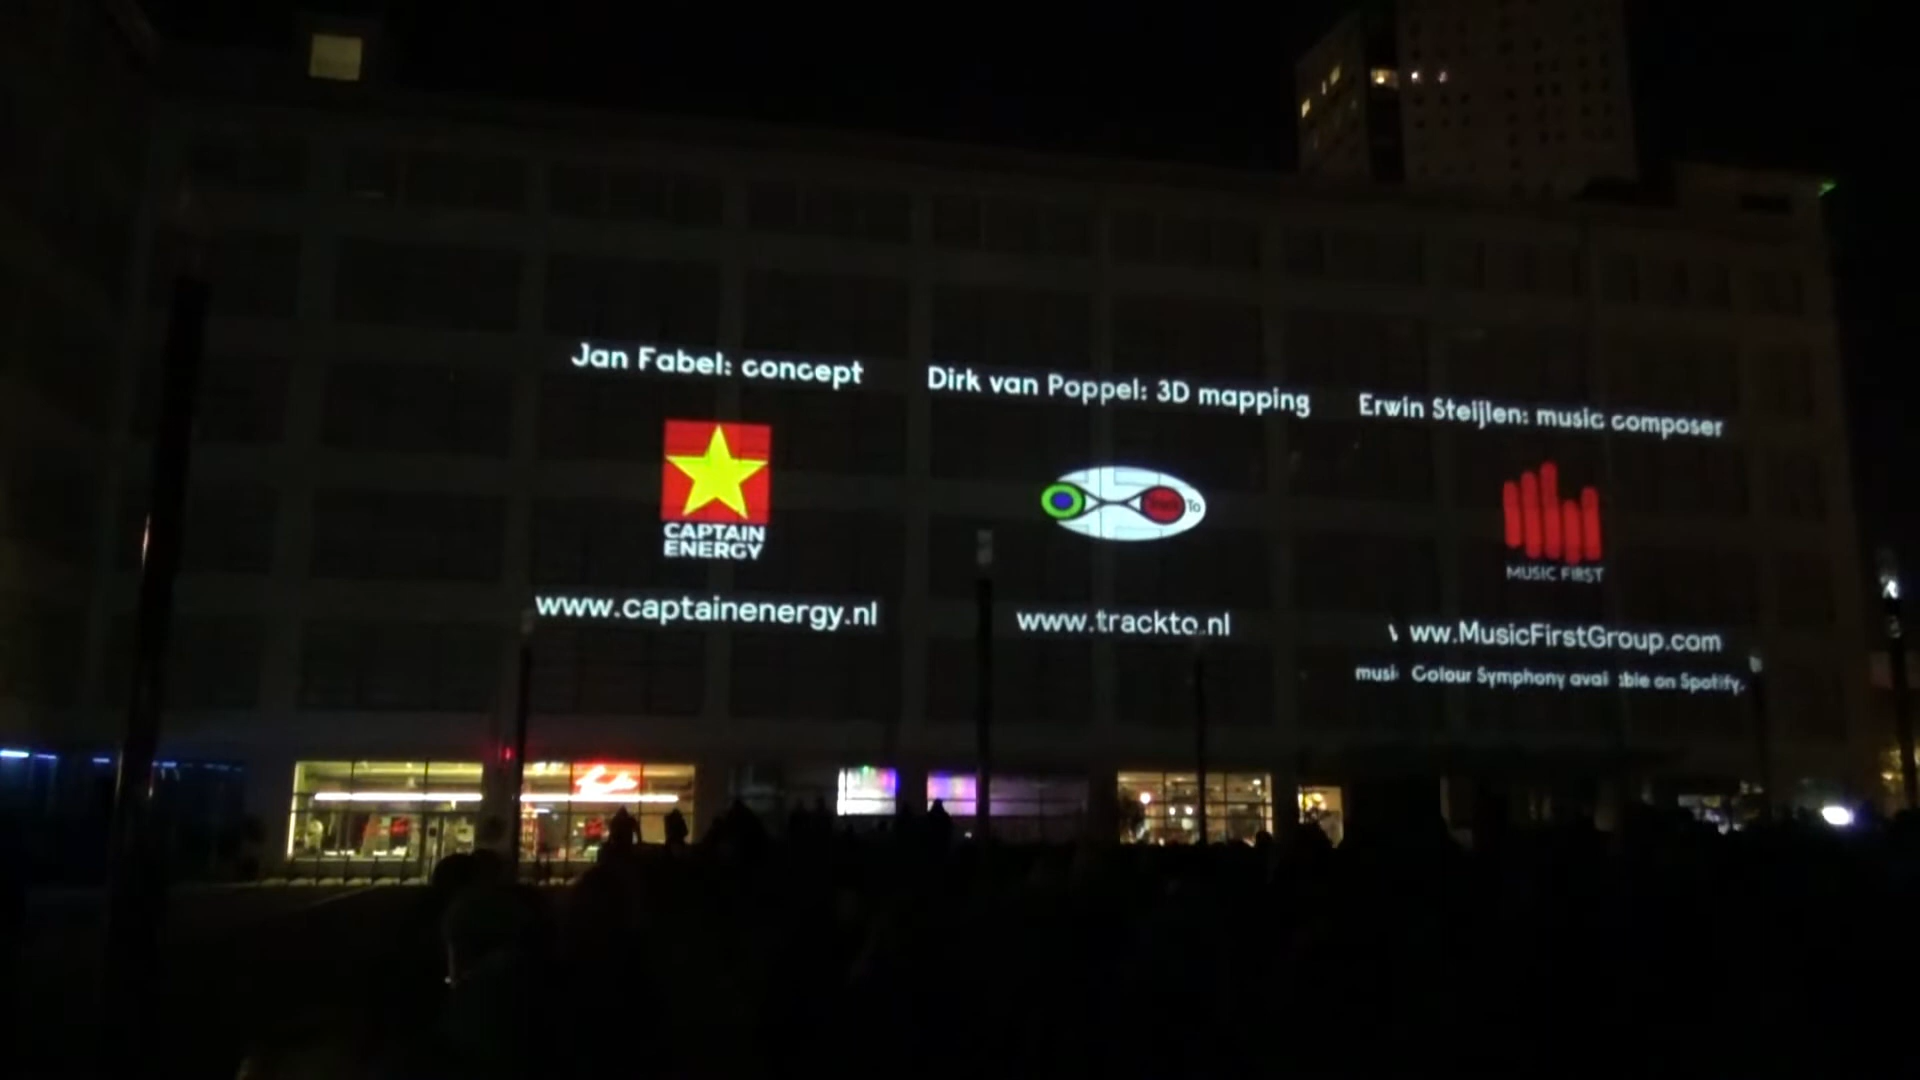 Jan Fabel: concept
Dirk van Poppel: 3D mapping
Erwin Steijlen: music composer
CAPTAIN
ENERGY
To
MUSIC FIRST
www.captainenergy.nl
www.trackto.nl
ww.MusicFirstGroup.com
Colour Symphony on Spotify.